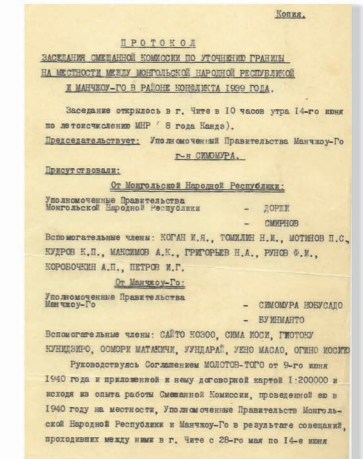 Копия.
П Р О Т О К О Л
ЗАСЕДАНИЯ СМЕШАННОЙ КОМИССИИ ПО УТОЧНЕНИЮ ГРАНИЦЫ
НА МЕСТНОСТИ МЕЖДУ МОНГОЛЬСКОЙ НАРОДНОЙ РЕСПУБЛИКОЙ
И МАНЧЖОУ-ГО В РАЙОНЕ КОНФЛИКТА 1939 ГОДА.
Заседание открылось в г. Чите в 10 часов утра 14-го июня
по летоисчислению МНР ( 8 года Кандо).
Председательствует: Уполномоченный Правительства Манчжоу-Го
г-н СИМОМУРА.
Присутствовали:
От Монгольской Народной Республики:
Уполномоченные Правительства
Монгольской Народной Республики - ДОРЖИ
- СМИРНОВ
Вспомогательные члены: КОГАН И.Я., ТОМИЛИН Н.И., МОТИНОВ П.С.,
КУДРОВ К.П., МАКСИМОВ А.К., ГРИГОРЬЕВ Н.А., РУНОВ Ф.И.,
КОРОБОЧКИН А.П., ПЕТРОВ И.Г.
От Манчжоу-Го:
Уполномоченные Правительства
Манчжоу-Го - СИМОМУРА НОБУСАДО
- БУИНМАНТО
Вспомогательные члены: САЙТО КОЗОО, СИМА КОСИ, ГИОТОКУ
КУНИДЗИРО, ООМОРИ МАТАКИЧИ, УУНДАРАЙ, УЕНО МАСАО, ОГИНО
Руководствуясь Соглашением МОЛОТОВ-ТОГО от 9-го июня
1940 года и приложенной к нему договорной картой 1:200000 и
исходя из опыта работы Смешанной Комиссии, проведенной ею в
1940 году на местности, Уполномоченные Правительств Монголь-
ской Народной Республики и Манчжоу-Го в результате совещаний,
проходивших между ними в г. Чите с 28-го мая по 14-е июня